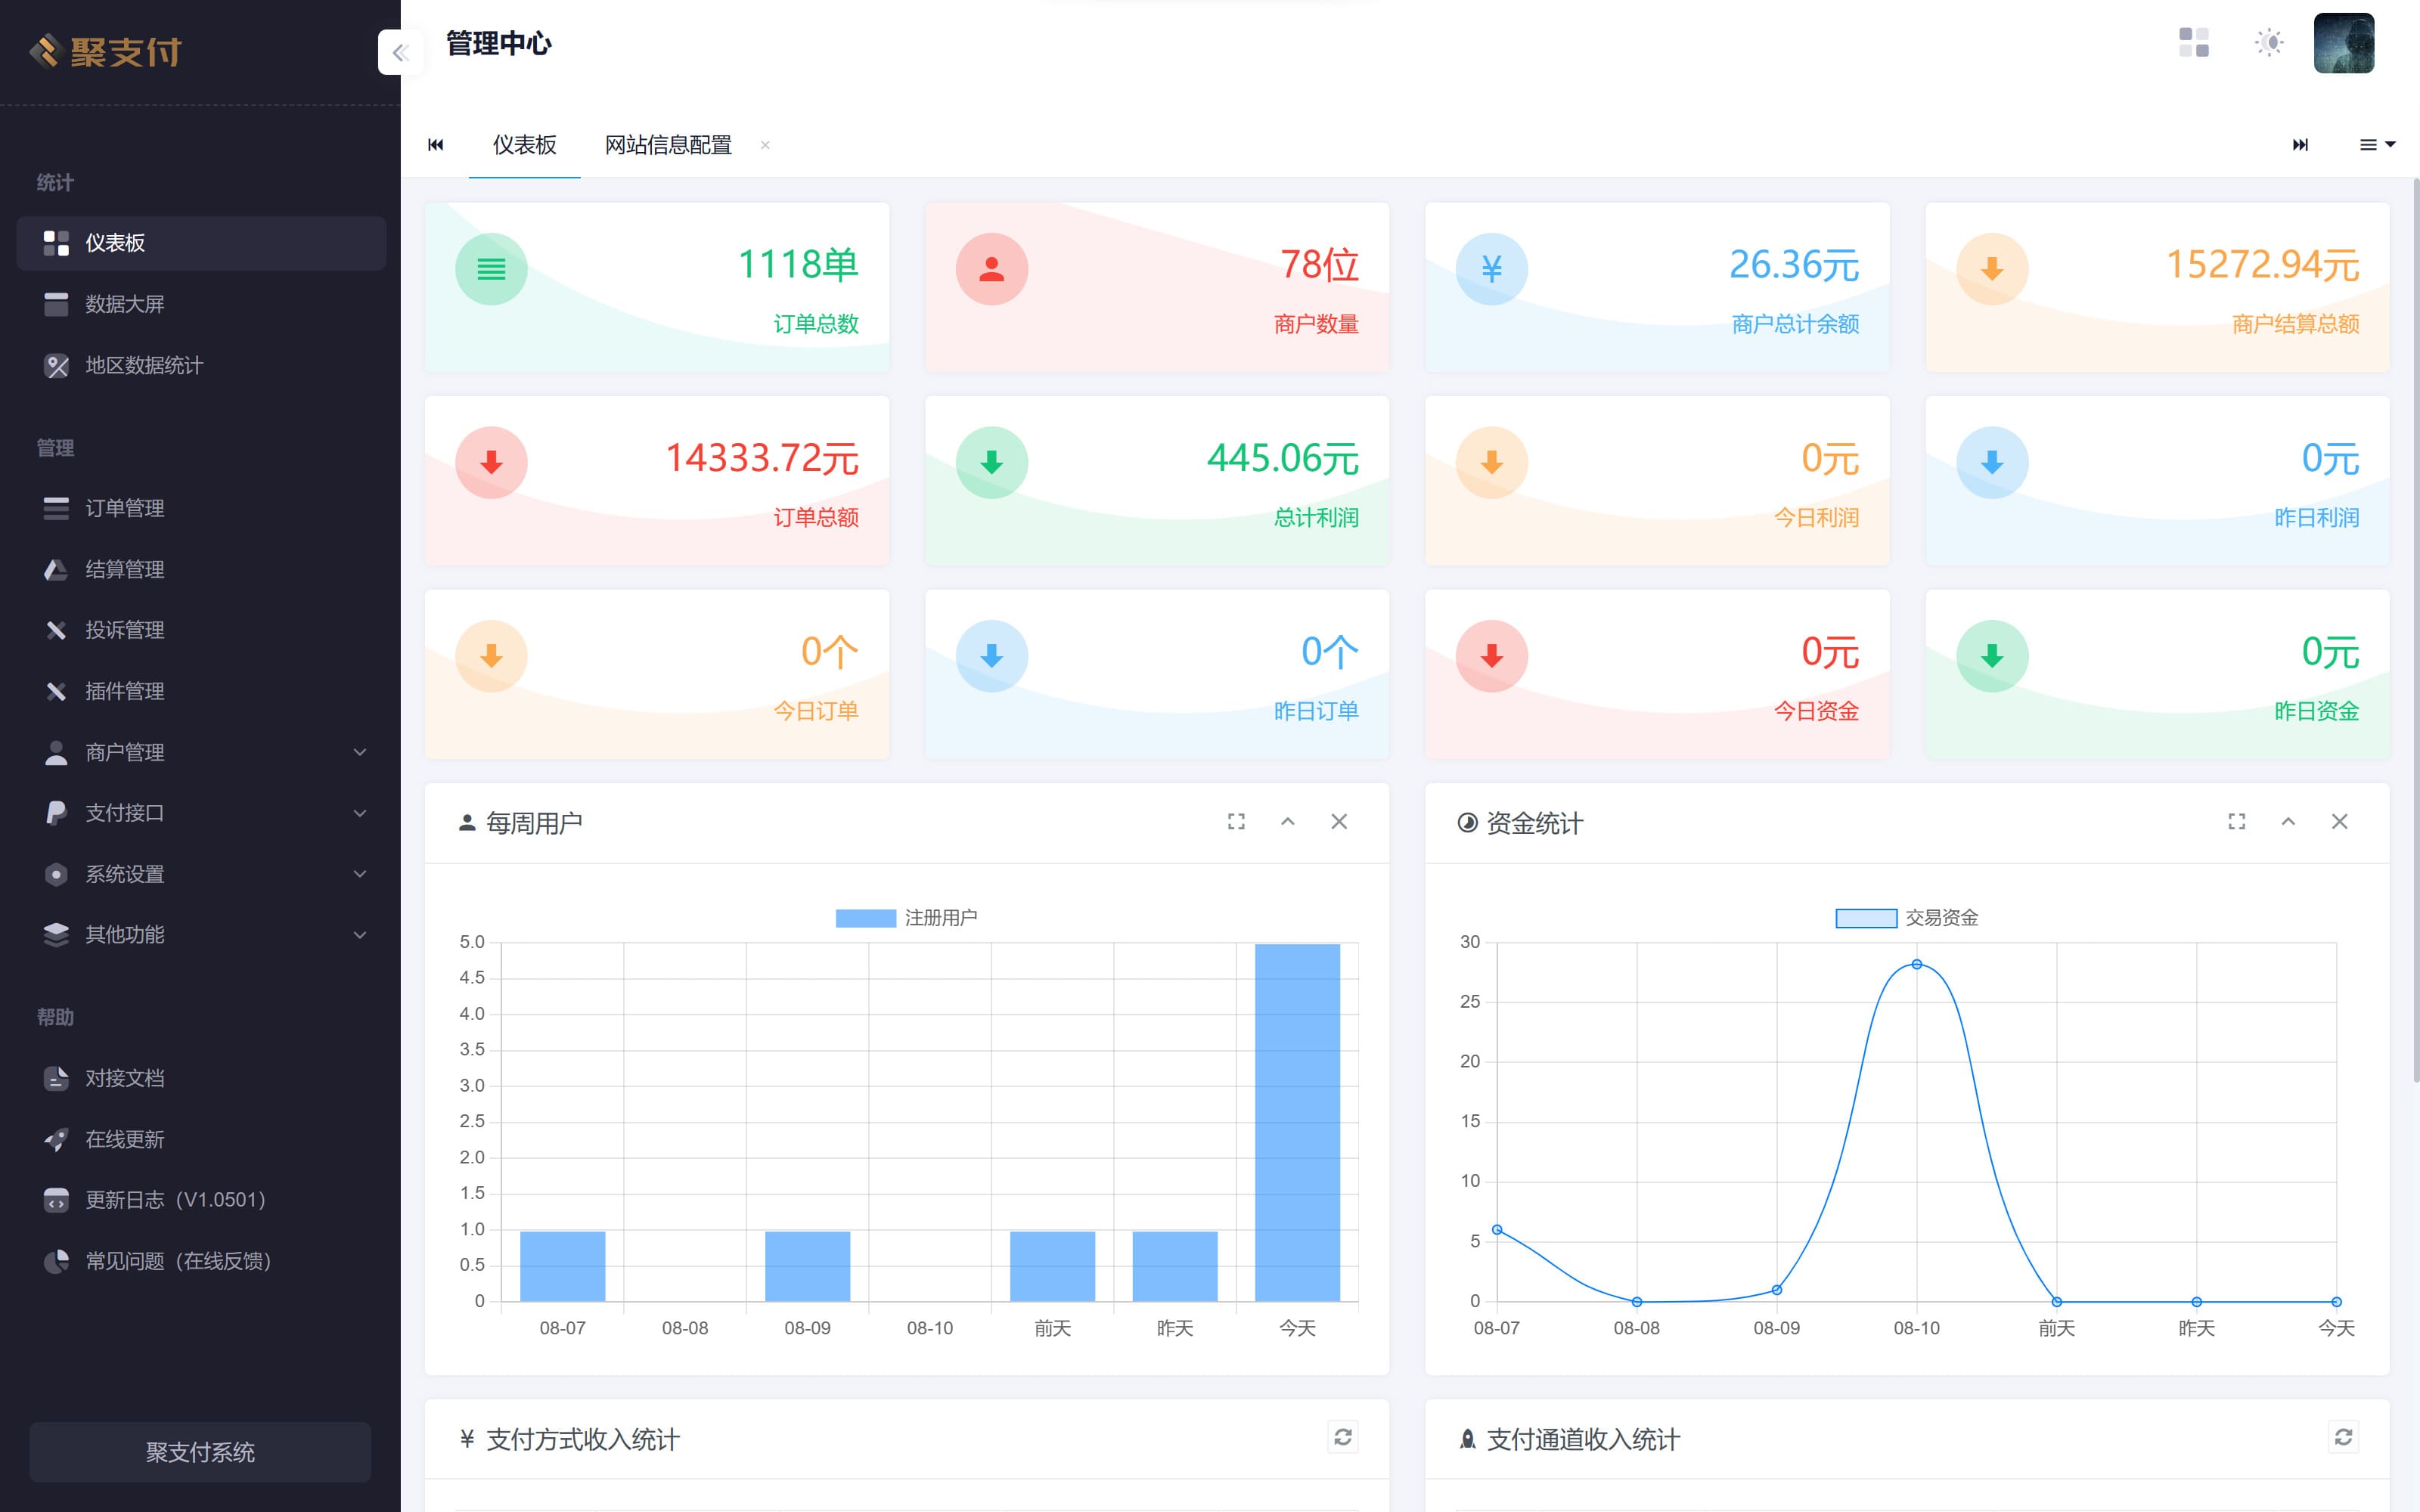 聚支付
管理中心
仪表板
网站信息配置
统计
仪表板
数据大屏
地区数据统计
管理
订单管理
结算管理
投诉管理
插件管理
商户管理
支付接口
系统设置
其他功能
帮助
对接文档
在线更新
更新日志（V1.0501）
常见问题（在线反馈）
聚支付系统
1118单
订单总数
78位
商户数量
¥
26.36元
商户总计余额
15272.94元
商户结算总额
14333.72元
订单总额
445.06元
总计利润
0元
今日利润
0元
昨日利润
0个
今日订单
0个
昨日订单
0元
今日资金
0元
昨日资金
每周用户
注册用户
5.0
4.5
4.0
3.5
3.0
2.5
2.0
1.5
1.0
0.5
0
08-07 08-08 08-09 08-10 前天 昨天 今天
资金统计
交易资金
30
25
20
15
10
5
0
08-07 08-08 08-09 08-10 前天 昨天 今天
¥ 支付方式收入统计
支付通道收入统计